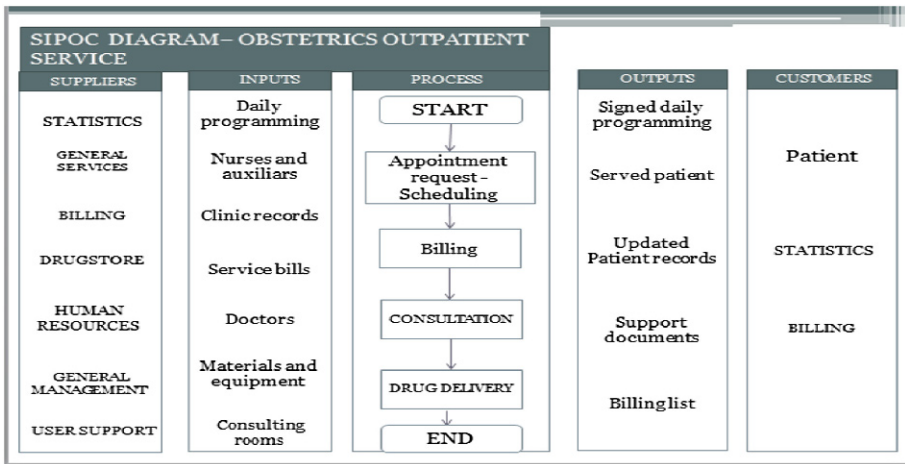 SIPOC DIAGRAM– OBSTETRICS OUTPATIENT
SERVICE
SUPPLIERS
STATISTICS
GENERAL
SERVICES
BILLING
DRUGSTORE
HUMAN
RESOURCES
GENERAL
MANAGEMENT
USER SUPPORT
INPUTS
Daily
programming
Nurses and
auxiliars
Clinic records
Service bills
Doctors
Materials and
equipment
Consulting
rooms
PROCESS
START
Appointment
request -
Scheduling
Billing
CONSULTATION
DRUG DELIVERY
END
OUTPUTS
Signed daily
programming
Served patient
Updated
Patient records
Support
documents
Billing list
CUSTOMERS
Patient
STATISTICS
BILLING